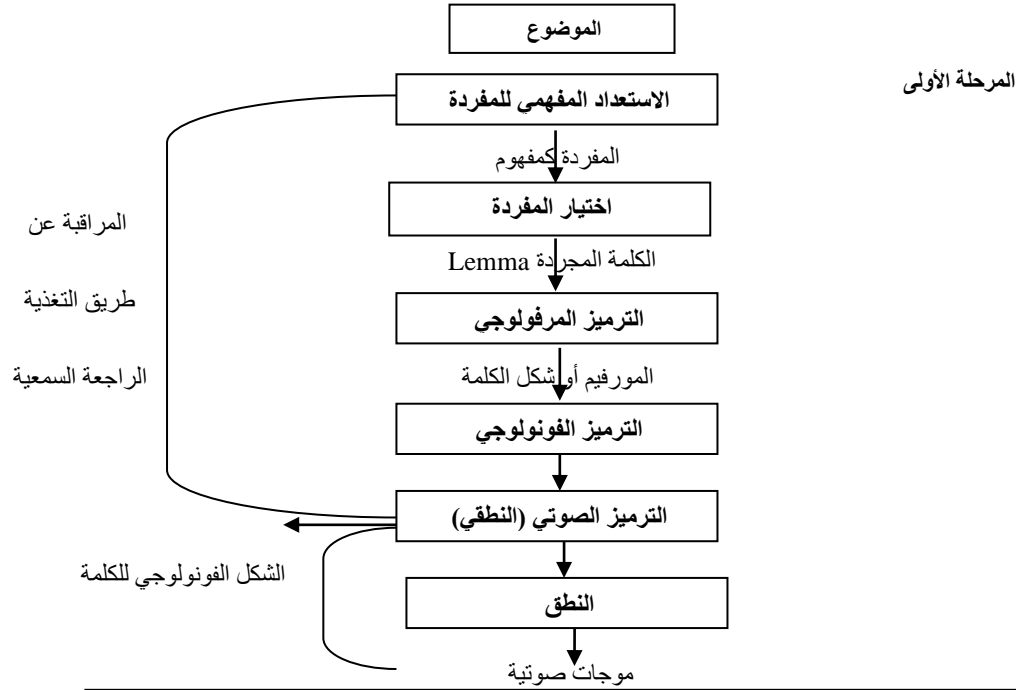 الموضوع
المرحلة الأولى
الاستعداد المفهمي للمفردة
المفردة كمفهوم
اختيار المفردة
المراقبة عن
الكلمة المجردة Lemma
طريق التغذية
الترميز المرفولوجي
الراجعة السمعية
المورفيم أو شكل الكلمة
الترميز الفونولوجي
الترميز الصوتي (النطقي)
الشكل الفونولوجي للكلمة
النطق
موجات صوتية